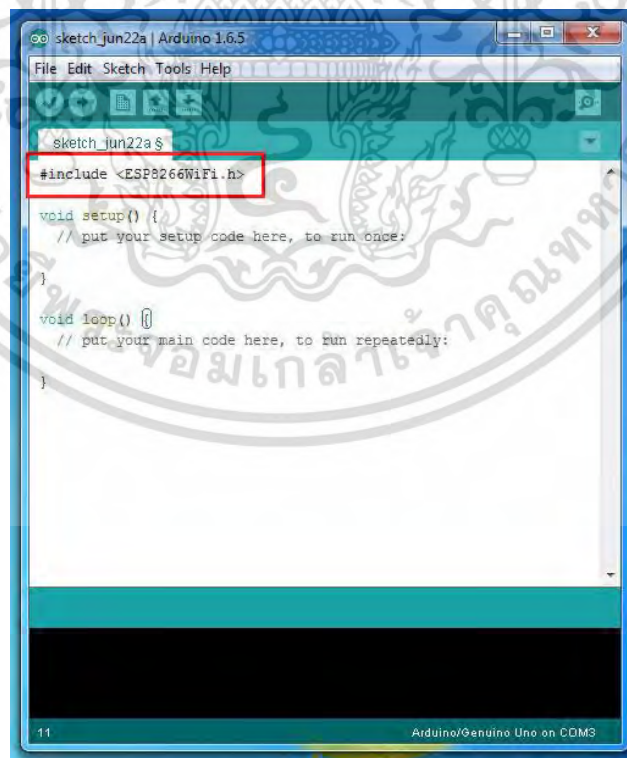 sketch_jun22a | Arduino 1.6.5
File Edit Sketch Tools Help
sketch_jun22a §
#include <ESP8266WiFi.h>
void setup() {
// put your setup code here, to run once:
}
void loop() {
// put your main code here, to run repeatedly:
}
11
Arduino/Genuino Uno on COM3